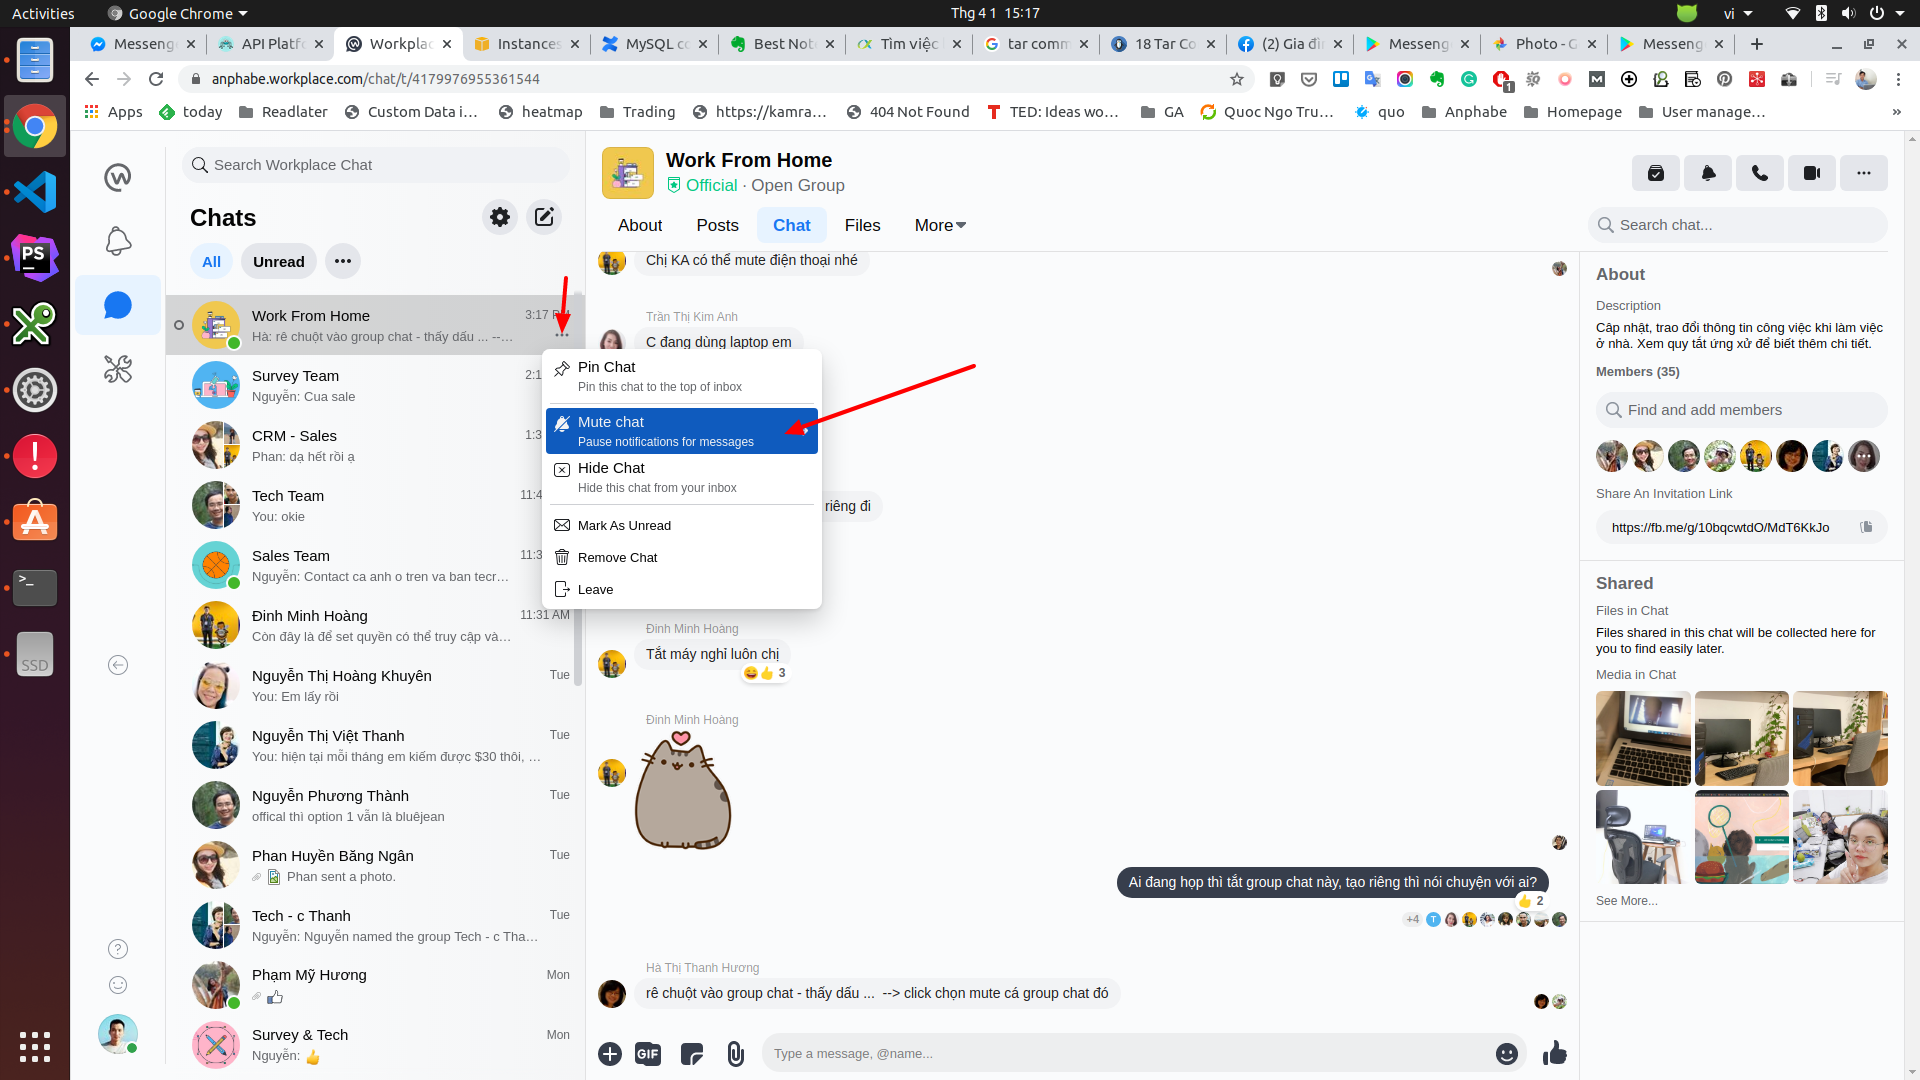 Activities
Google Chrome
Thg 4 1 15:17
vi
Messeng
API Platfo
Workplac
Instances
MySQL co
Best Not
Tìm việc
tar comm
18 Tar Co
(2) Gia đì
Messeng
Photo - G
Messeng
anphabe.workplace.com/chat/t/4179976955361544
1
Apps
today
Readlater
Custom Data i...
heatmap
Trading
https://kamra...
404 Not Found
TED: Ideas wo...
GA
Quoc Ngo Tru...
quo
Anphabe
Homepage
User manage...
»
Search Workplace Chat
Chats
All
Unread
Work From Home
3:17 P
Hà: rê chuột vào group chat - thấy dấu ... --...
Survey Team
2:1
Nguyễn: Cua sale
CRM - Sales
1:3
Phan: dạ hết rồi ạ
Tech Team
11:4
You: okie
Sales Team
11:3
Nguyễn: Contact ca anh o tren va ban tecr...
Đinh Minh Hoàng
11:31 AM
Còn đây là để set quyền có thể truy cập và...
Nguyễn Thị Hoàng Khuyên
Tue
You: Em lấy rồi
Nguyễn Thị Việt Thanh
Tue
You: hiện tại mỗi tháng em kiếm được $30 thôi, ...
Nguyễn Phương Thành
Tue
offical thì option 1 vẫn là bluêjean
Phan Huyền Băng Ngân
Tue
Phan sent a photo.
Tech - c Thanh
Tue
Nguyễn: Nguyễn named the group Tech - c Tha...
Phạm Mỹ Hương
Mon
Survey & Tech
Mon
Nguyễn: 👍
Pin Chat
Pin this chat to the top of inbox
Mute chat
Pause notifications for messages
Hide Chat
Hide this chat from your inbox
Mark As Unread
Remove Chat
Leave
Work From Home
Official · Open Group
About
Posts
Chat
Files
More
Search chat...
Chị KA có thể mute điện thoại nhé
Trần Thị Kim Anh
C đang dùng laptop em
riêng đi
Đinh Minh Hoàng
Tắt máy nghỉ luôn chị
3
Đinh Minh Hoàng
Ai đang họp thì tắt group chat này, tạo riêng thì nói chuyện với ai?
2
+4
T
Hà Thị Thanh Hương
rê chuột vào group chat - thấy dấu ... --> click chọn mute cá group chat đó
GIF
Type a message, @name...
About
Description
Cập nhật, trao đổi thông tin công việc khi làm việc
ở nhà. Xem quy tắt ứng xử để biết thêm chi tiết.
Members (35)
Find and add members
Share An Invitation Link
https://fb.me/g/10bqcwtdO/MdT6KkJo
Shared
Files in Chat
Files shared in this chat will be collected here for
you to find easily later.
Media in Chat
See More...
PS
SSD